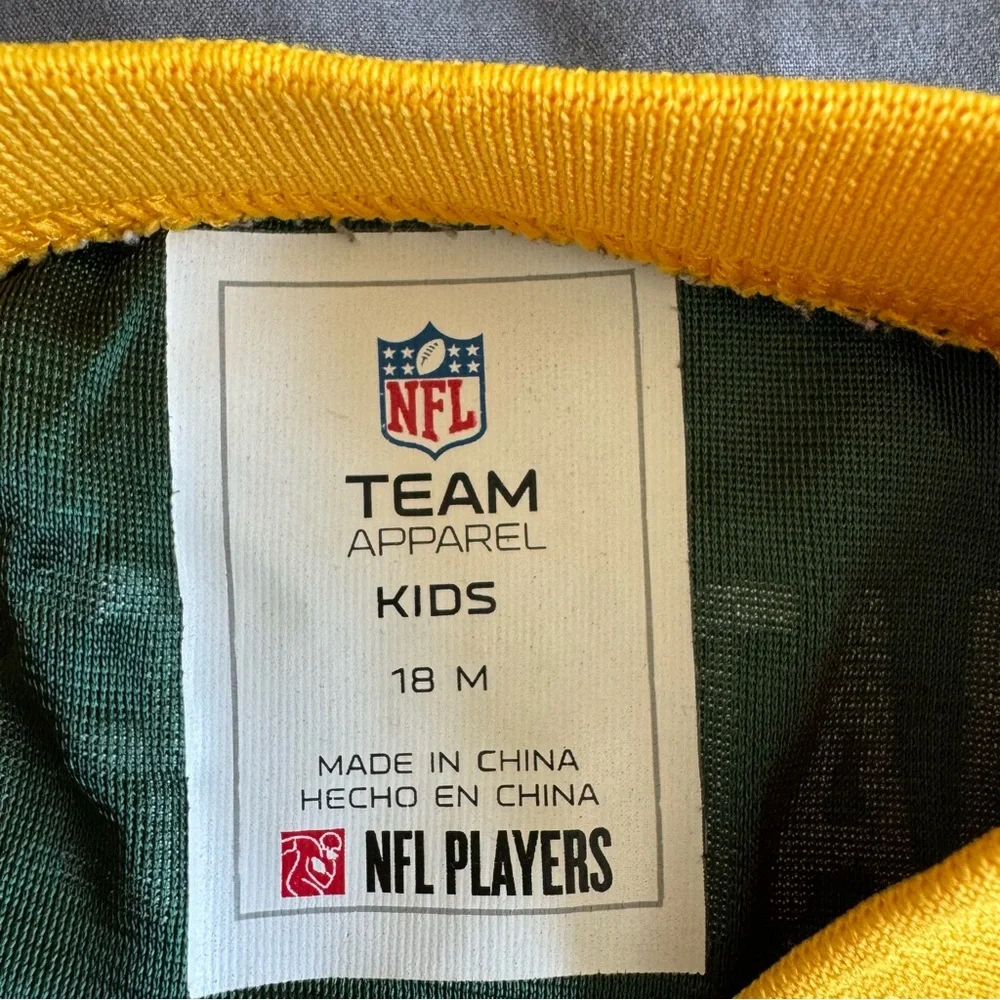 NFL
TEAM
APPAREL
KIDS
18 M
MADE IN CHINA
HECHO EN CHINA
NFL PLAYERS